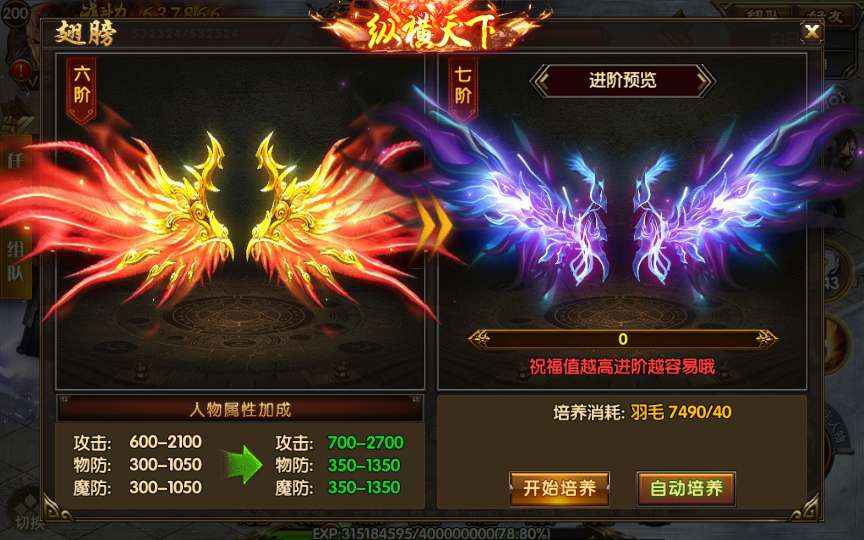 200
翅膀
纵横天下
六阶
七阶
进阶预览
组队
0
祝福值越高进阶越容易哦
人物属性加成
培养消耗: 羽毛 7490/40
攻击: 600-2100 攻击: 700-2700
物防: 300-1050 物防: 350-1350
魔防: 300-1050 魔防: 350-1350
开始培养 自动培养
切换
EXP:315184595/400000000(78.80%)